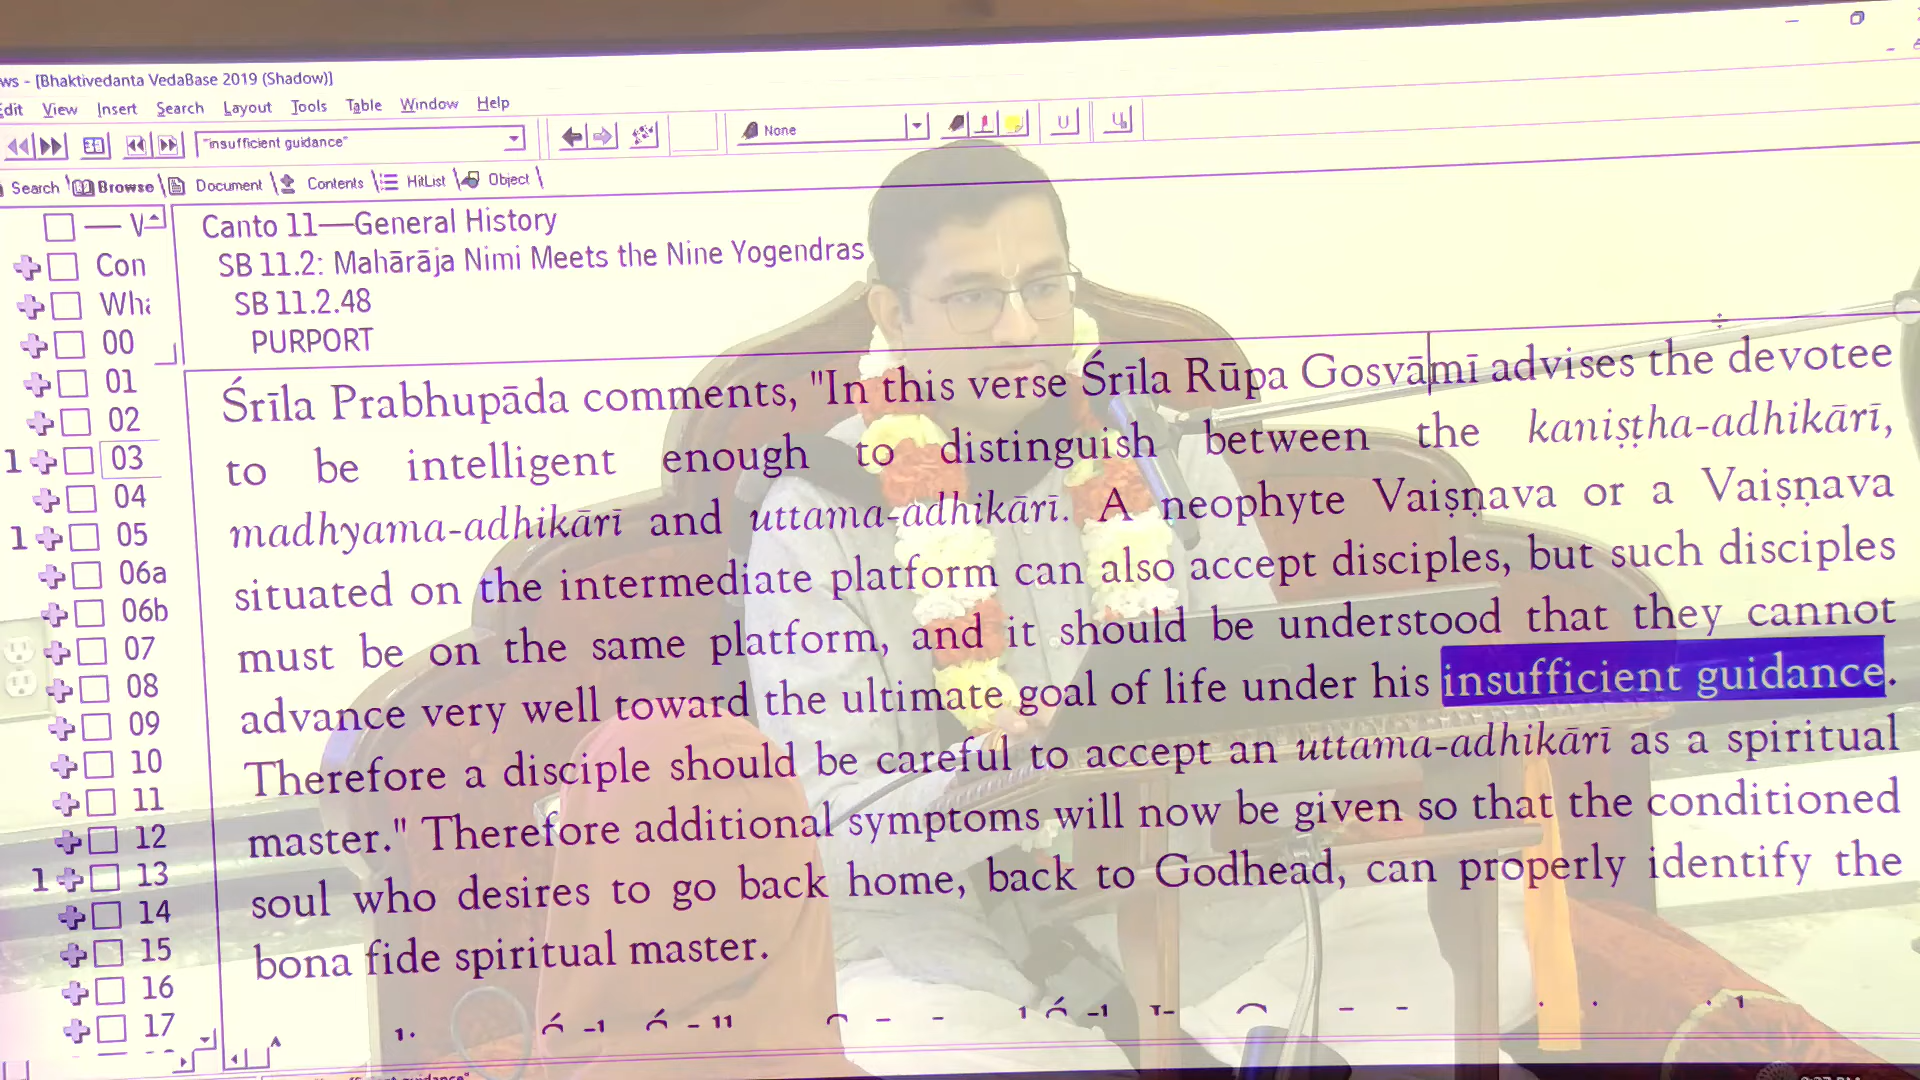 ws - [Bhaktivedanta VedaBase 2019 (Shadow)]
Edit View Insert Search Layout Tools Table Window Help
"insufficient guidance"
None
U
Search Browse Document Contents HitList Object
Canto 11—General History
SB 11.2: Mahārāja Nimi Meets the Nine Yogendras
SB 11.2.48
PURPORT
Con
00
01
02
1 03
04
1 05
06a
06b
07
08
09
10
11
12
1 13
14
15
16
17
Śrīla Prabhupāda comments, "In this verse Śrīla Rūpa Gosvāmī advises the devotee
to be intelligent enough to distinguish between the kaniṣṭha-adhikārī,
madhyama-adhikārī and uttama-adhikārī. A neophyte Vaiṣṇava or a Vaiṣṇava
situated on the intermediate platform can also accept disciples, but such disciples
must be on the same platform, and it should be understood that they cannot
advance very well toward the ultimate goal of life under his insufficient guidance.
Therefore a disciple should be careful to accept an uttama-adhikārī as a spiritual
master." Therefore additional symptoms will now be given so that the conditioned
soul who desires to go back home, back to Godhead, can properly identify the
bona fide spiritual master.